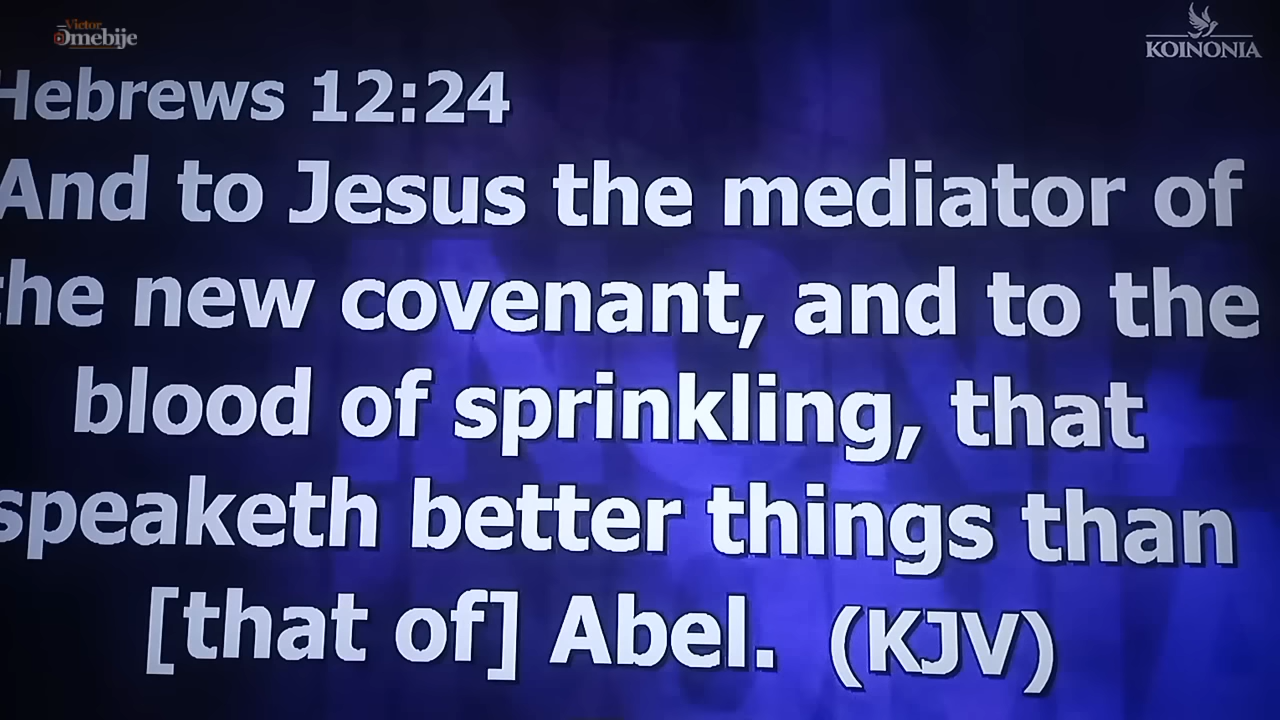 Victor
Omebije
KOINONIA
Hebrews 12:24
And to Jesus the mediator of
the new covenant, and to the
blood of sprinkling, that
speaketh better things than
[that of] Abel. (KJV)